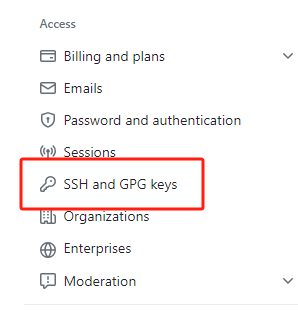 Access
Billing and plans
Emails
Password and authentication
Sessions
SSH and GPG keys
Organizations
Enterprises
Moderation